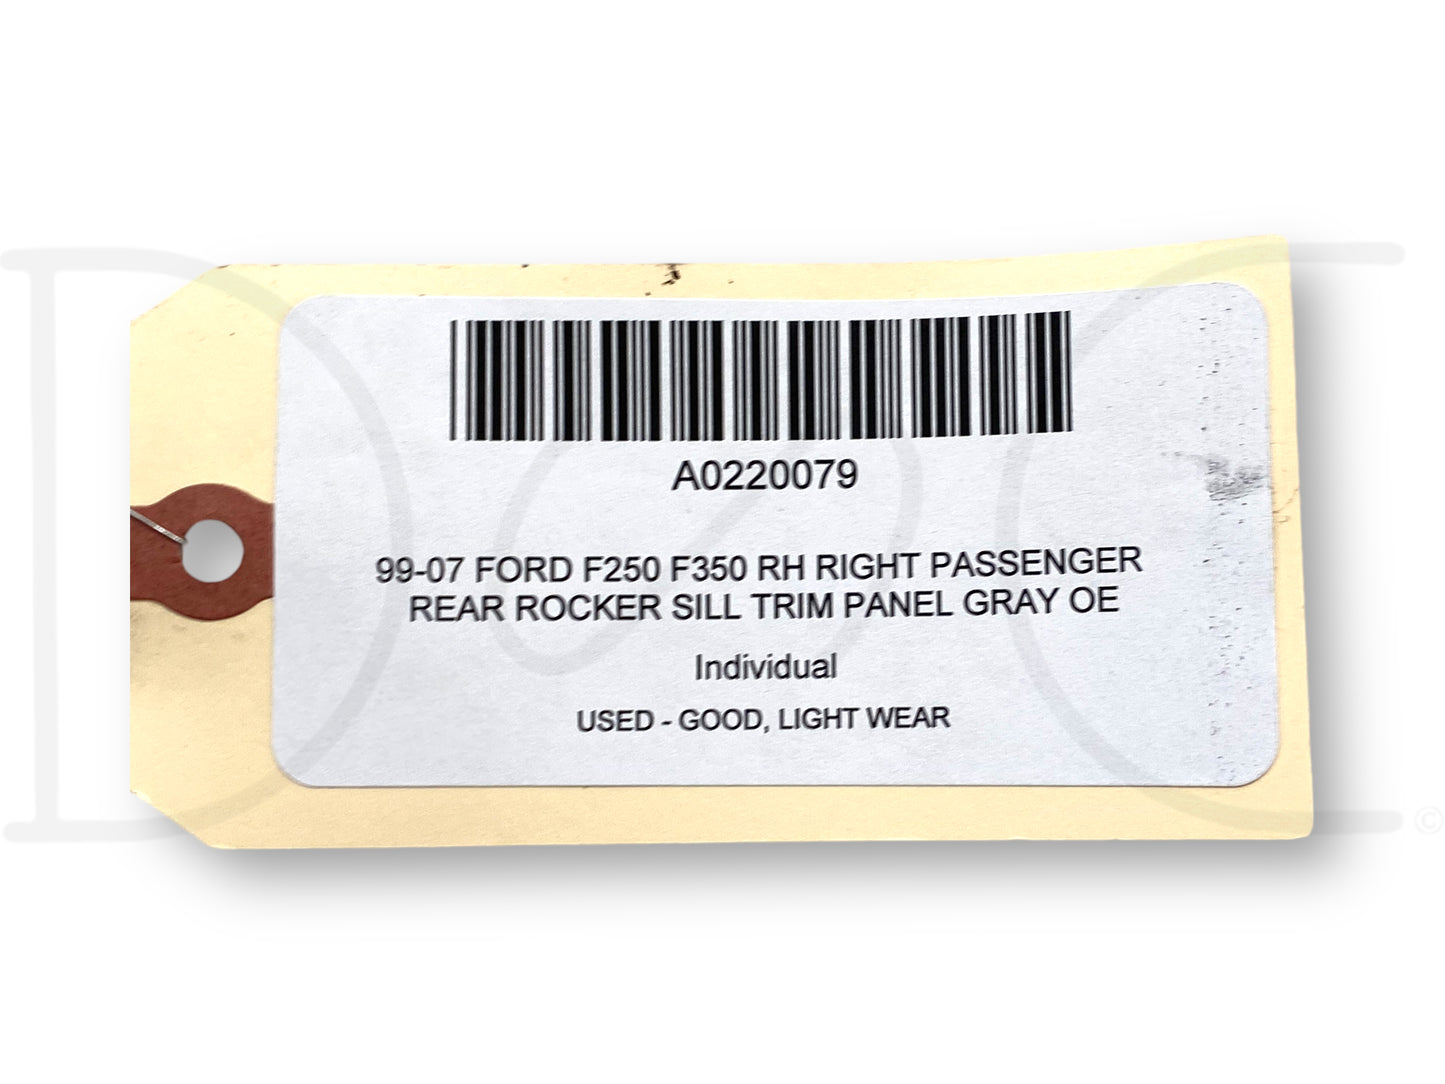 A0220079
99-07 FORD F250 F350 RH RIGHT PASSENGER
REAR ROCKER SILL TRIM PANEL GRAY OE
Individual
USED - GOOD, LIGHT WEAR
D C ©